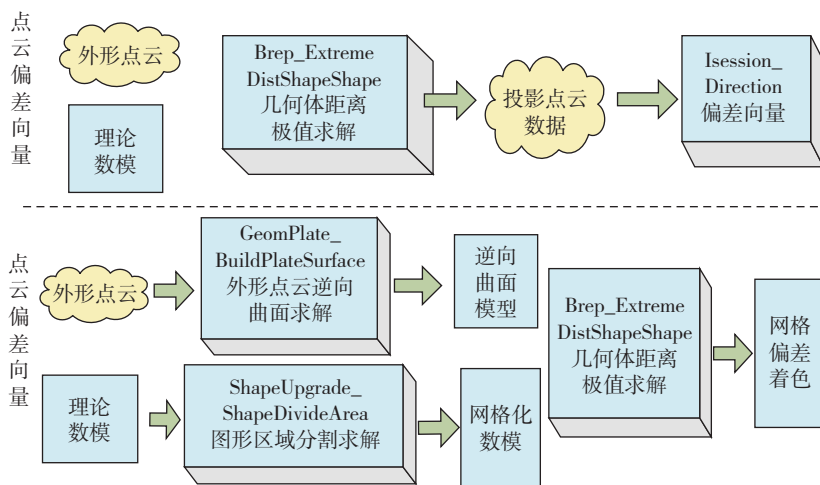 点云偏差向量
外形点云
理论
数模
Brep_Extreme
DistShapeShape
几何体距离
极值求解
投影点云
数据
Isession_
Direction
偏差向量
点云偏差向量
外形点云
GeomPlate_
BuildPlateSurface
外形点云逆向
曲面求解
逆向
曲面
模型
理论
数模
ShapeUpgrade_
ShapeDivideArea
图形区域分割求解
网格化
数模
Brep_Extreme
DistShapeShape
几何体距离
极值求解
网格
偏差
着色